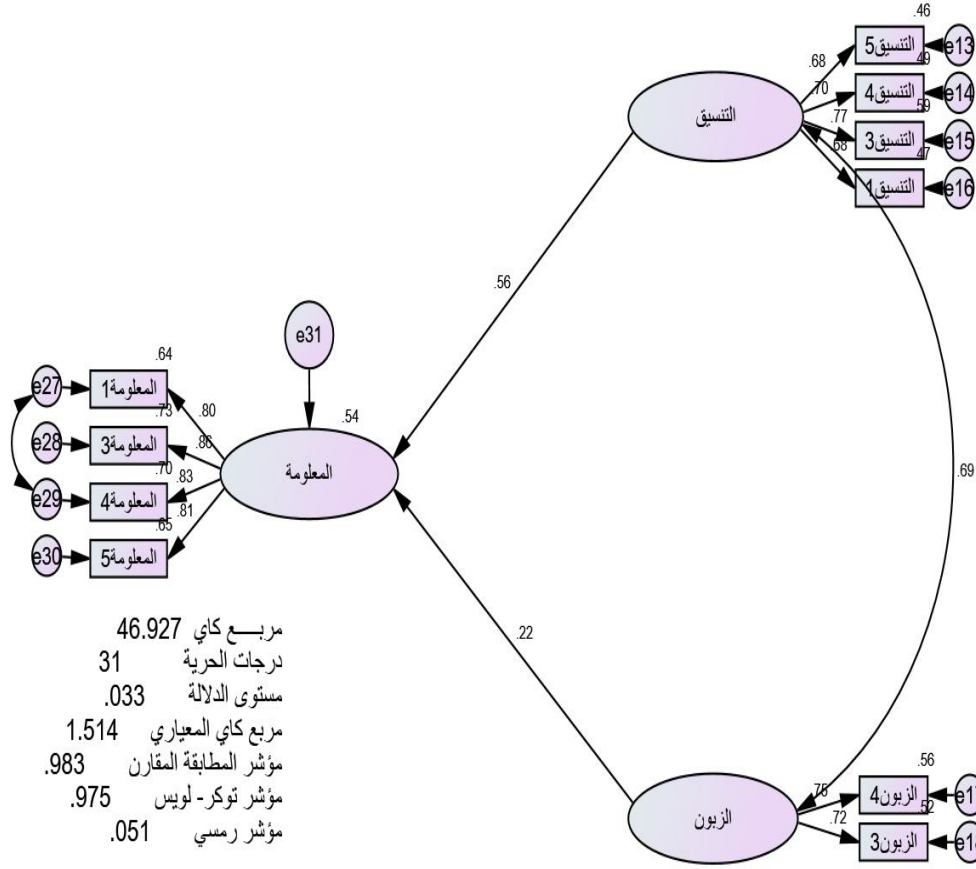 .46
التنسيق5
e13
.68
.49
التنسيق4
e14
.70
.59
التنسيق3
e15
.77
.47
التنسيق1
e16
.68
التنسيق
.56
e31
.54
المعلومة
.64
المعلومة1
e27
.80
.73
المعلومة3
e28
.86
.70
المعلومة4
e29
.83
.65
المعلومة5
e30
.81
.69
.22
مربــع كاي 46.927
درجات الحرية 31
مستوى الدلالة .033
مربع كاي المعياري 1.514
مؤشر المطابقة المقارن .983
مؤشر توكر- لويس .975
مؤشر رمسي .051
الزبون
.56
الزبون4
.75
.52
الزبون3
.72